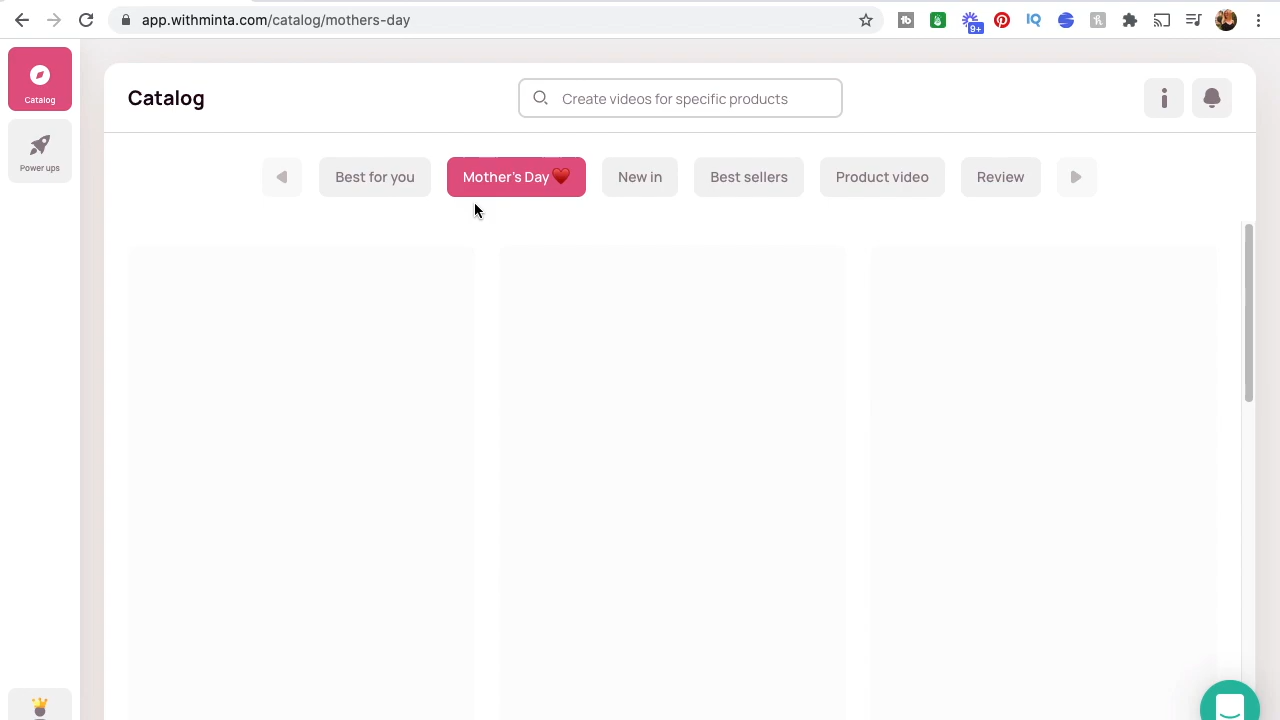 app.withminta.com/catalog/mothers-day
9+
Catalog
Power ups
Catalog
Create videos for specific products
Best for you
Mother's Day ❤️
New in
Best sellers
Product video
Review